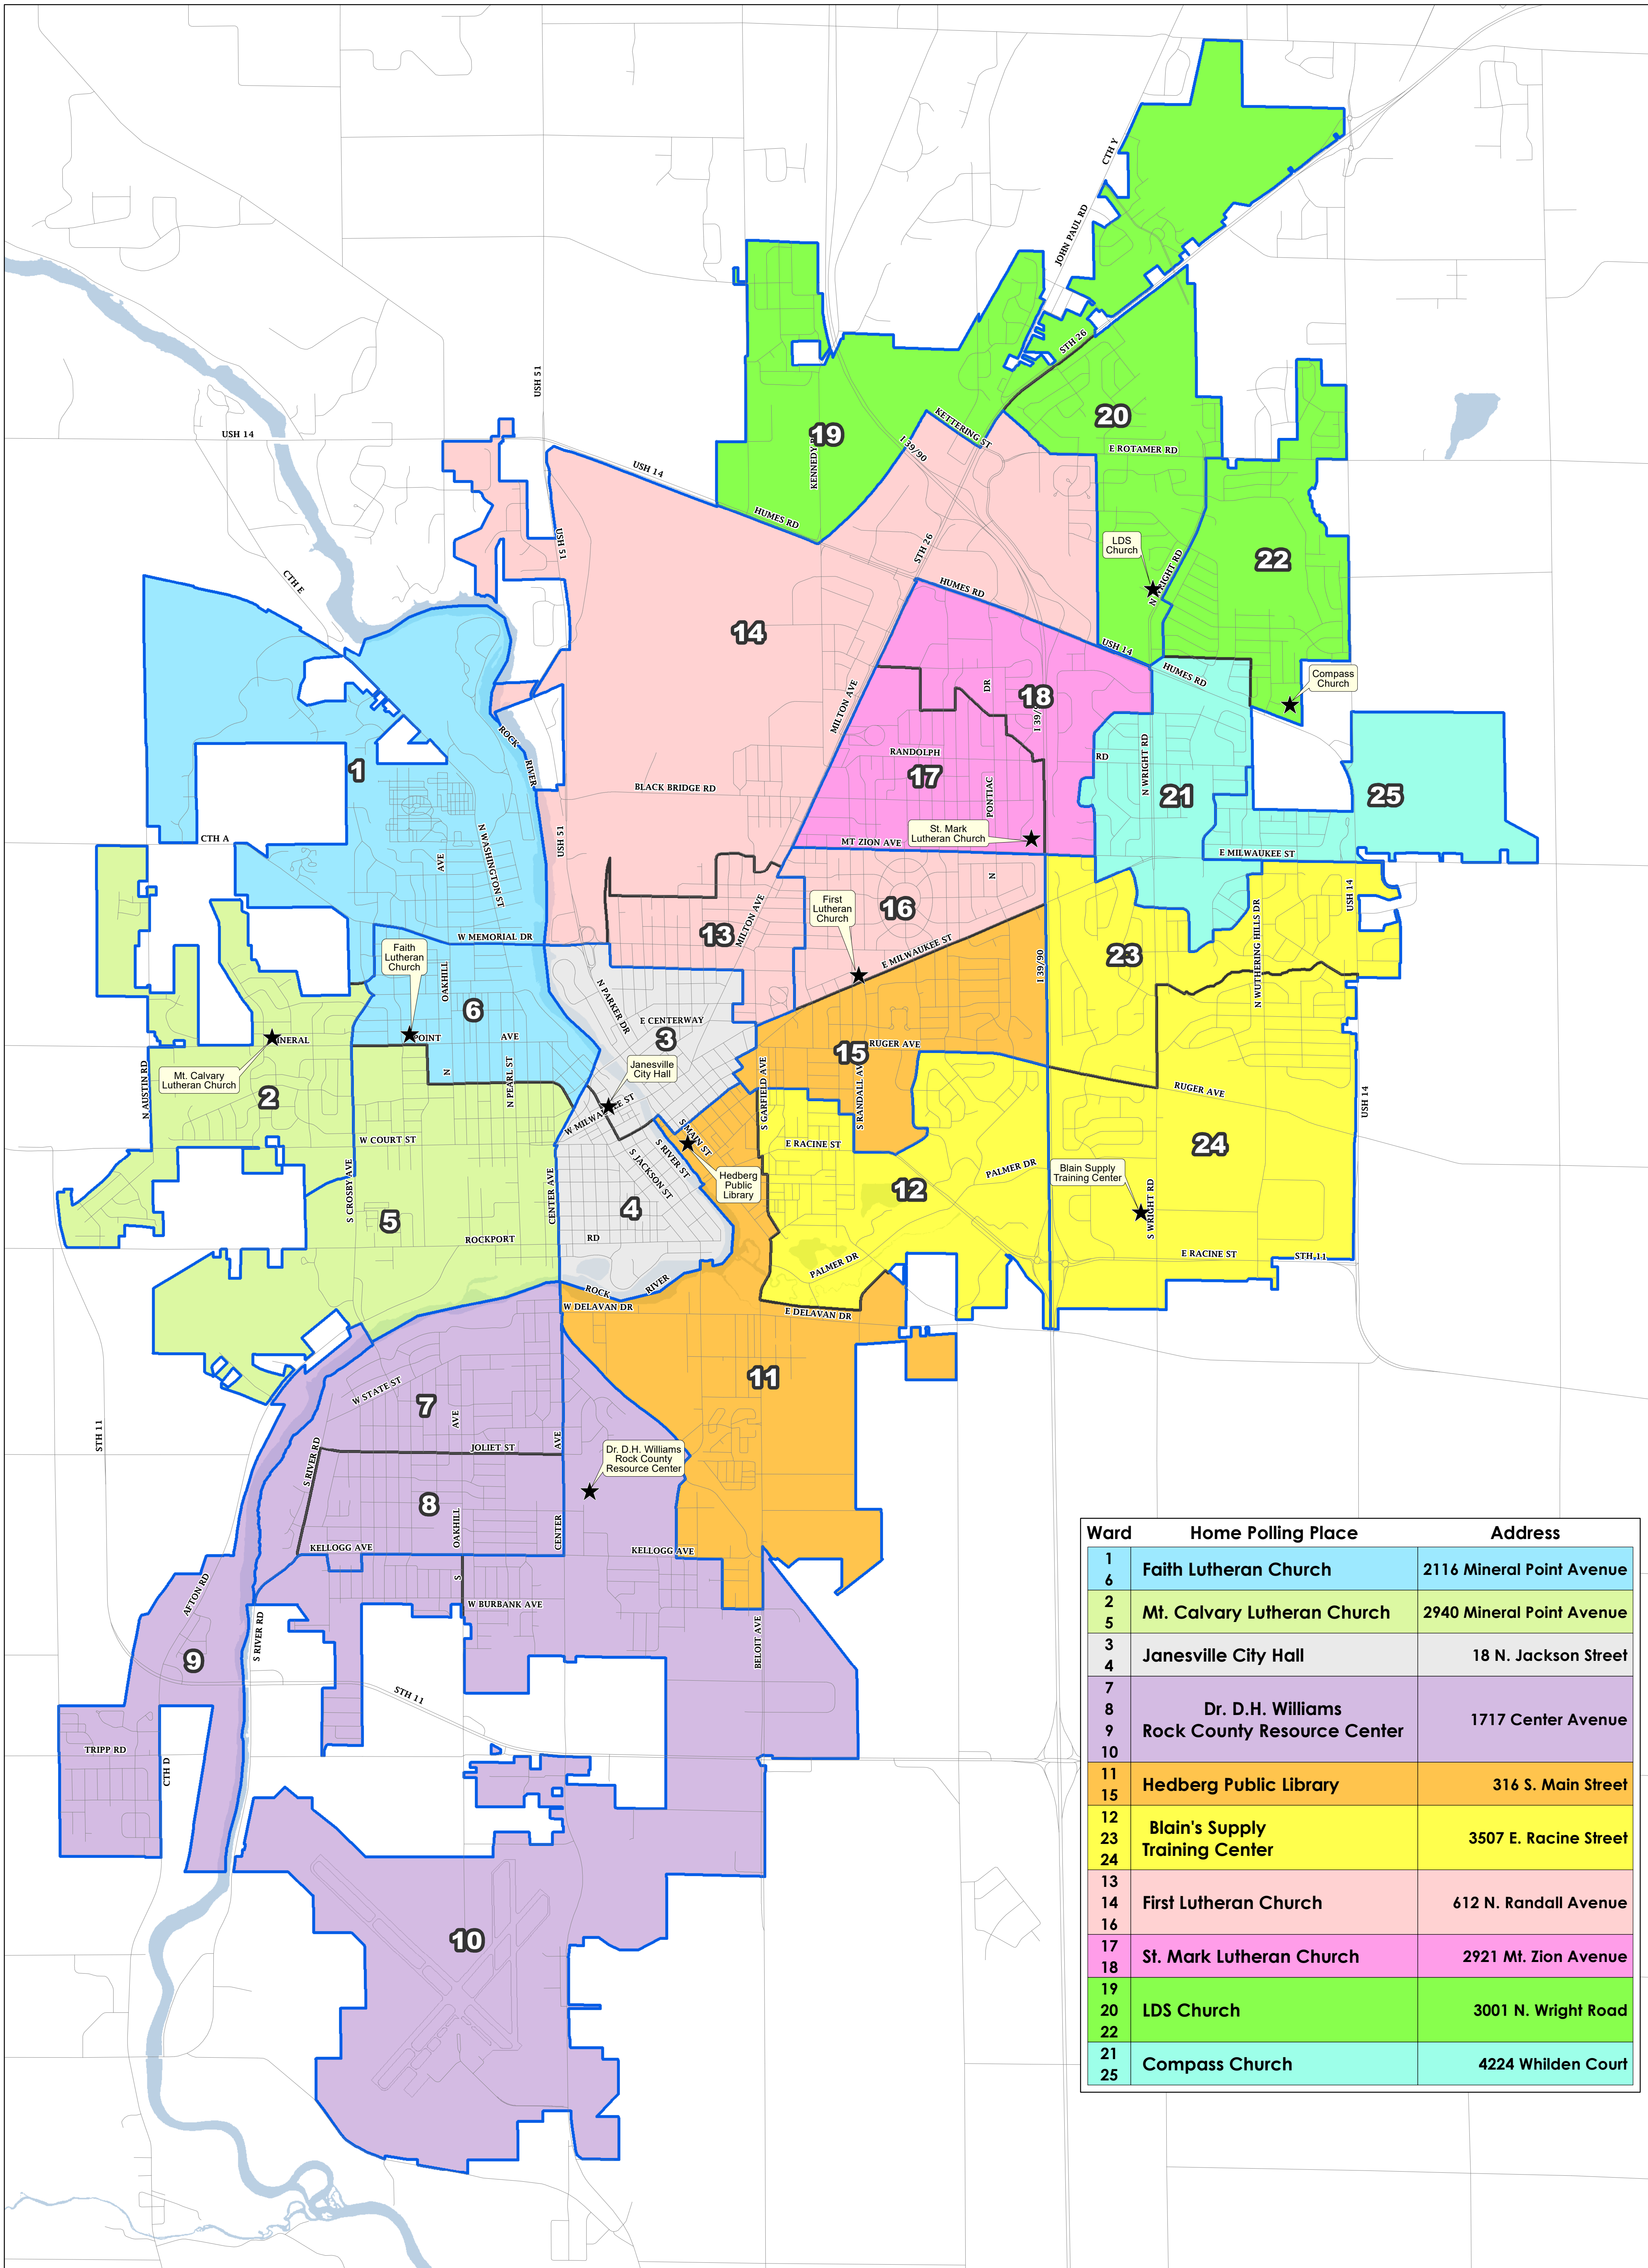 CTH Y
JOHN PAUL RD
USH 51
STH 26
USH 14
KETTERING ST
20
19
I 39/90
KENNEDY
E ROTAMER RD
USH 14
HUMES RD
USH 51
LDS
Church
STH 26
22
CTH E
HUMES RD
N WRIGHT RD
14
USH 14
HUMES RD
Compass
Church
DR
18
MILTON AVE
I 39/9
ROCK
RIVER
RANDOLPH
RD
N WRIGHT RD
1
17
BLACK BRIDGE RD
PONTIAC
21
25
CTH A
USH 51
MT ZION AVE
St. Mark
Lutheran Church
E MILWAUKEE ST
AVE
N WASHINGTON ST
N
USH 14
First
Lutheran
Church
16
MILTON AVE
13
W MEMORIAL DR
N WUTHERING HILLS DR
Faith
Lutheran
Church
E MILWAUKEE ST
23
I 39/90
OAKHILL
N PARKER DR
6
E CENTERWAY
3
POINT
AVE
INERAL
RUGER AVE
15
Janesville
City Hall
Mt. Calvary
Lutheran Church
N
N PEARL ST
N AUSTIN RD
2
S GARFIELD AVE
S RANDALL AV
RUGER AVE
USH 14
W MILWAUKEE ST
S MAIN ST
W COURT ST
E RACINE ST
24
S RIVER ST
S JACKSON ST
Hedberg
Public
Library
PALMER DR
Blain Supply
Training Center
S CROSBY AVE
CENTER AVE
12
4
5
S WRIGHT RD
ROCKPORT
RD
E RACINE ST
STH 11
PALMER DR
ROCK
RIVER
W DELAVAN DR
E DELAVAN DR
11
W STATE ST
7
AVE
STH 11
AVE
JOLIET ST
Dr. D.H. Williams
Rock County
Resource Center
S RIVER RD
8
OAKHILL
CENTER
KELLOGG AVE
KELLOGG AVE
S
AFTON RD
W BURBANK AVE
S RIVER RD
BELOIT AVE
9
STH 11
TRIPP RD
CTH D
10
Ward Home Polling Place Address
1
6
Faith Lutheran Church 2116 Mineral Point Avenue
2
5
Mt. Calvary Lutheran Church 2940 Mineral Point Avenue
3
4
Janesville City Hall 18 N. Jackson Street
7
8
9
10
Dr. D.H. Williams
Rock County Resource Center 1717 Center Avenue
11
15
Hedberg Public Library 316 S. Main Street
12
23
24
Blain's Supply
Training Center 3507 E. Racine Street
13
14
16
First Lutheran Church 612 N. Randall Avenue
17
18
St. Mark Lutheran Church 2921 Mt. Zion Avenue
19
20
22
LDS Church 3001 N. Wright Road
21
25
Compass Church 4224 Whilden Court